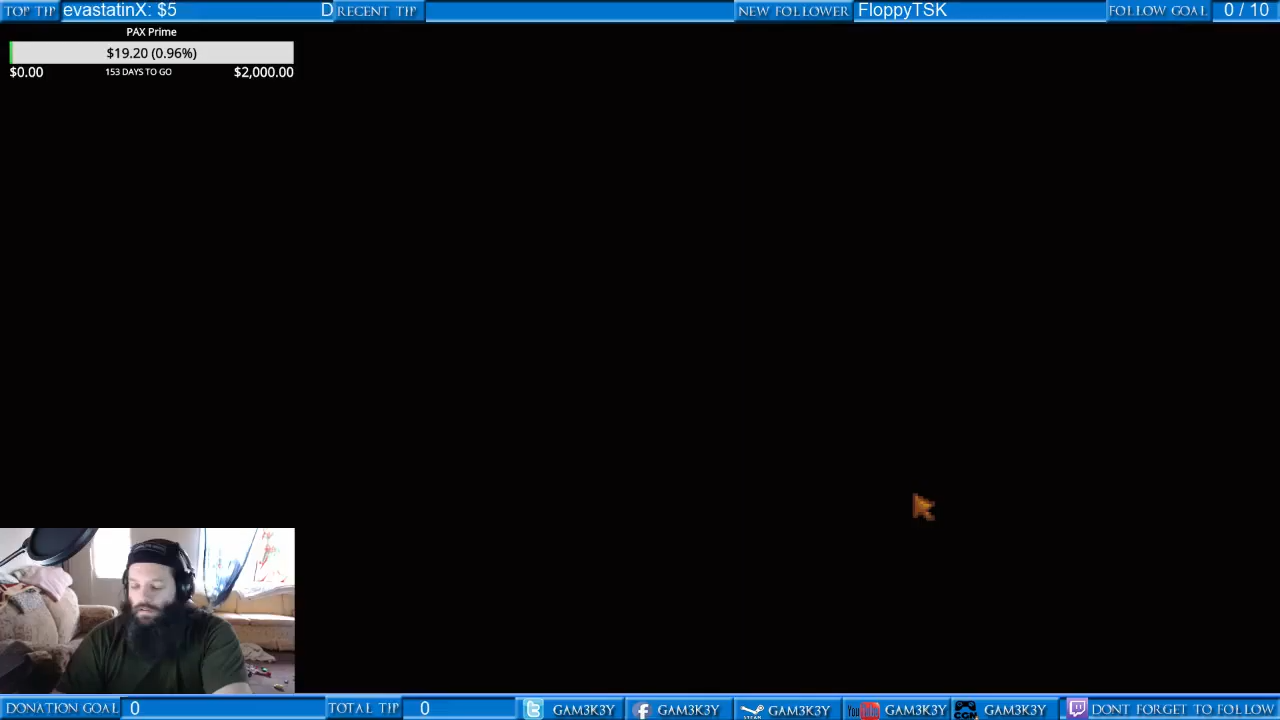 TOP TIP evastatinX: $5 D RECENT TIP NEW FOLLOWER FloppyTSK FOLLOW GOAL 0 / 10
PAX Prime
$19.20 (0.96%)
$0.00 153 DAYS TO GO $2,000.00
DONATION GOAL 0 TOTAL TIP 0 GAM3K3Y GAM3K3Y STEAM GAM3K3Y YouTube GAM3K3Y GAM3K3Y DONT FORGET TO FOLLOW